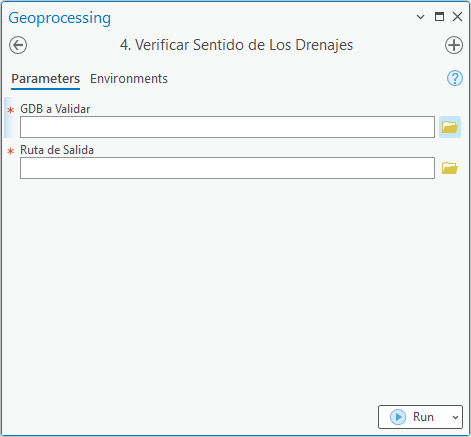 Geoprocessing
4. Verificar Sentido de Los Drenajes
Parameters Environments
?
* GDB a Validar
* Ruta de Salida
Run